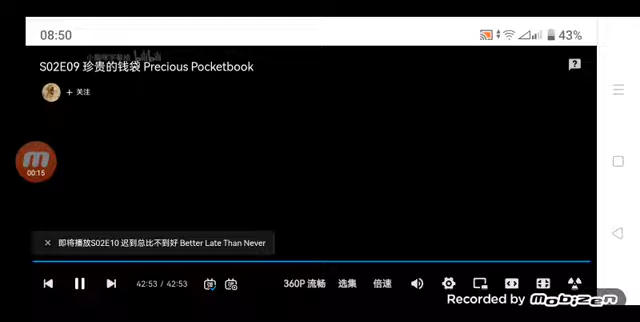 08:50
43%
bilibili
S02E09 珍贵的钱袋 Precious Pocketbook
+ 关注
00:15
× 即将播放S02E10 迟到总比不到好 Better Late Than Never
42:53 / 42:53
360P 流畅
选集
倍速
Recorded by
Mobizen